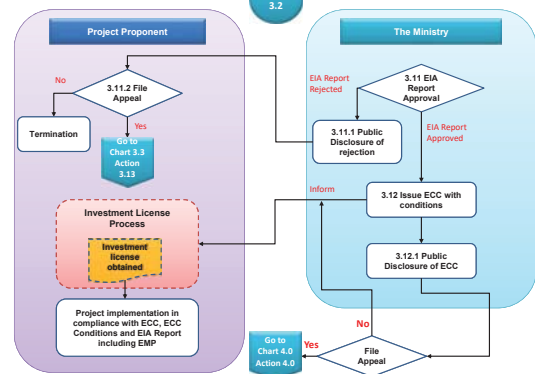 3.2
Project Proponent
The Ministry
No
3.11.2 File
Appeal
EIA Report
Rejected
3.11 EIA
Report
Approval
Termination
Yes
Go to
Chart 3.3
Action
3.13
3.11.1 Public
Disclosure of
rejection
EIA Report
Approved
Inform
3.12 Issue ECC with
conditions
Investment License
Process
Investment
license
obtained
3.12.1 Public
Disclosure of ECC
Project implementation in
compliance with ECC, ECC
Conditions and EIA Report
including EMP
No
Go to
Chart 4.0
Action 4.0
Yes
File
Appeal